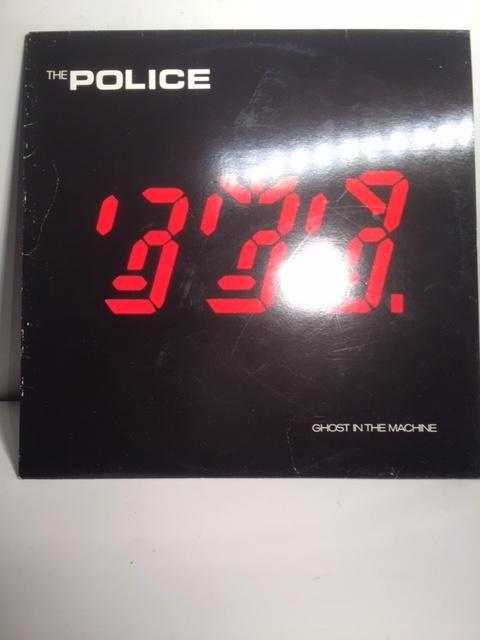 THE POLICE
GHOST IN THE MACHINE